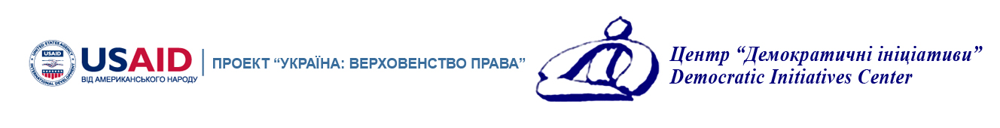 UNITED STATES AGENCY
USAID
INTERNATIONAL DEVELOPMENT
USAID
ВІД АМЕРИКАНСЬКОГО НАРОДУ
ПРОЕКТ “УКРАЇНА: ВЕРХОВЕНСТВО ПРАВА”
Центр “Демократичні ініціативи”
Democratic Initiatives Center